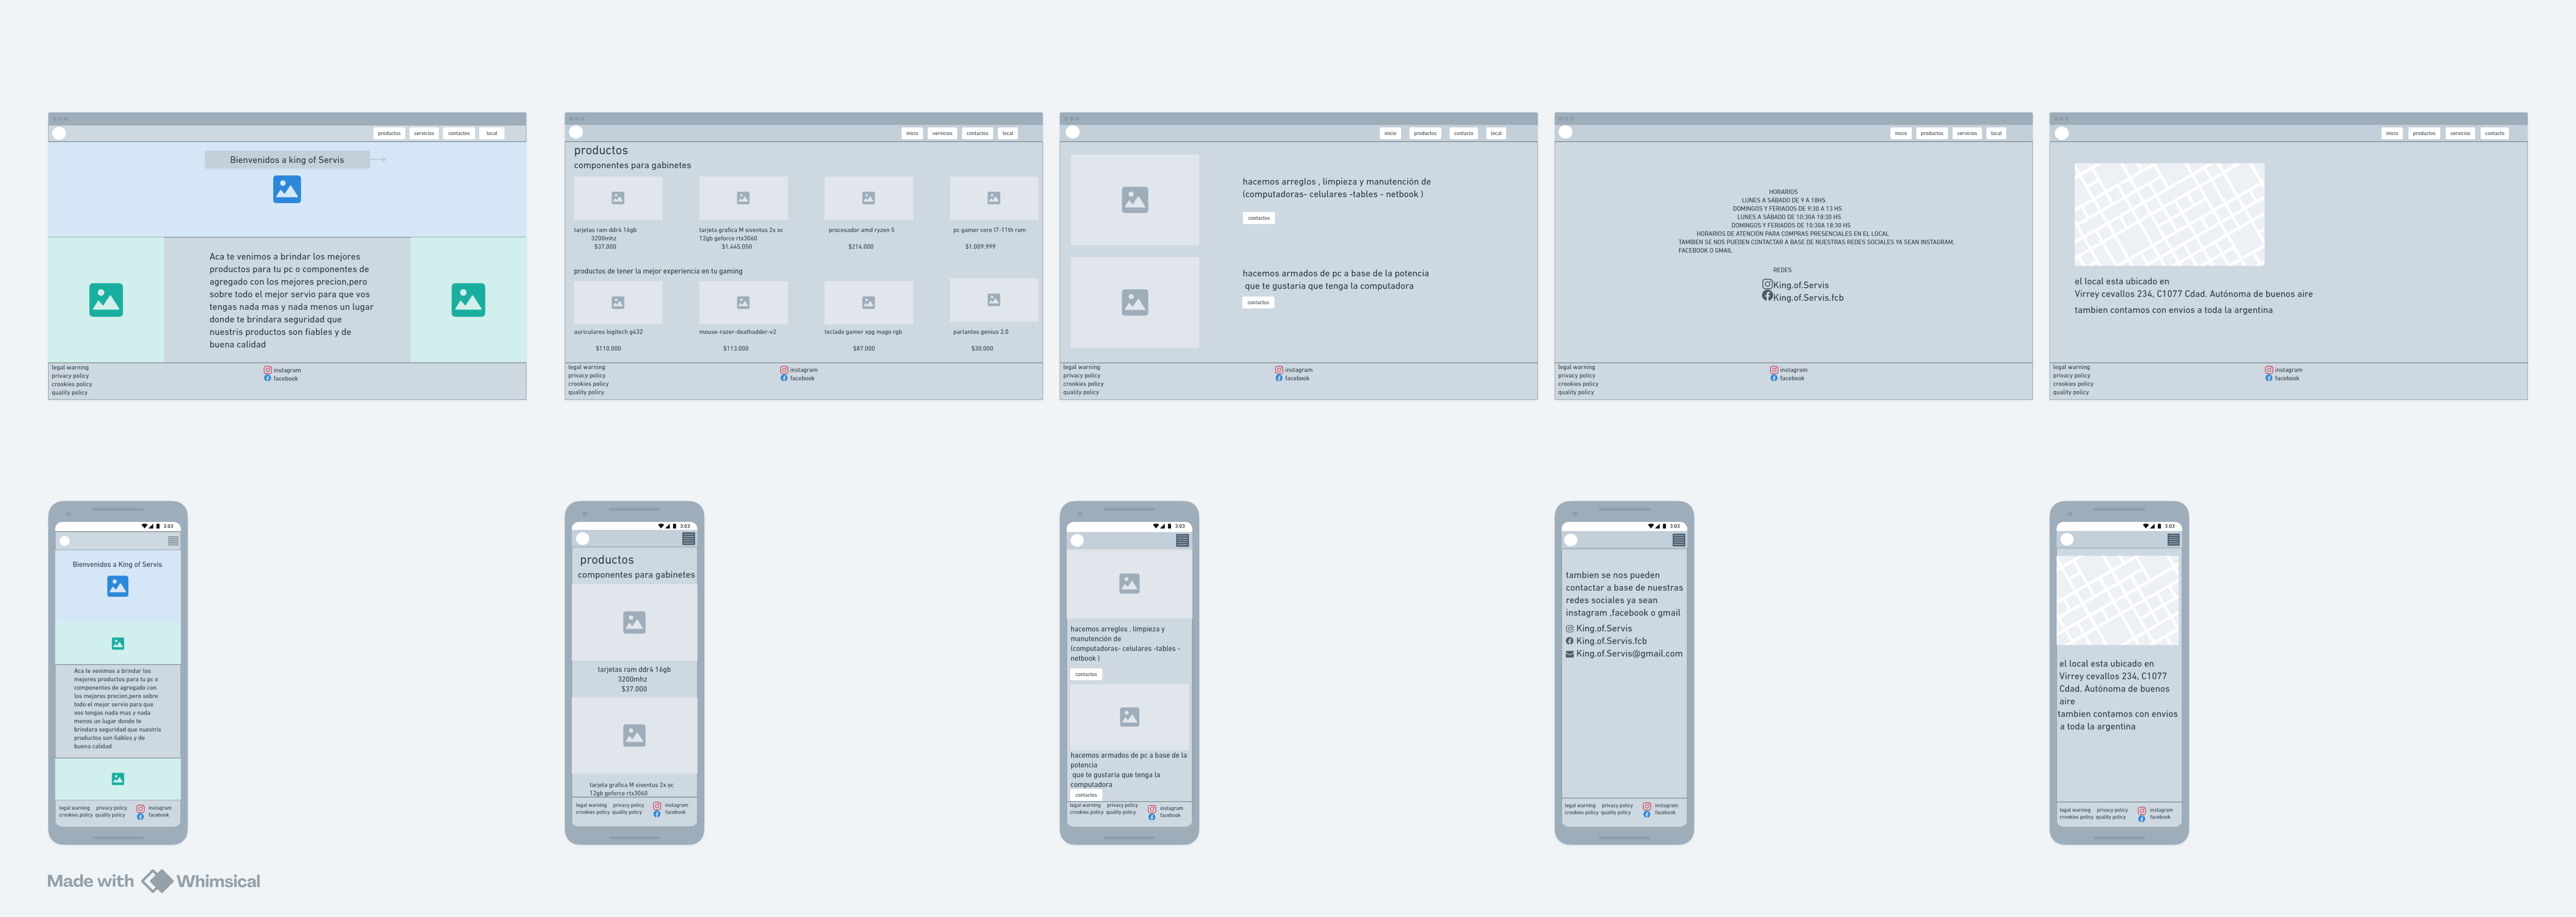 productos servicios contactos local
Bienvenidos a king of Servis
Aca te venimos a brindar los mejores
productos para tu pc o componentes de
agregado con los mejores precion,pero
sobre todo el mejor servio para que vos
tengas nada mas y nada menos un lugar
donde te brindara seguridad que
nuestris productos son fiables y de
buena calidad
legal warning
privacy policy
crookies policy
quality policy
instagram
facebook
inicio servicios contactos local
productos
componentes para gabinetes
tarjetas ram ddr4 16gb
3200mhz
$37.000
tarjeta grafica M siventus 2x oc
12gb geforce rtx3060
$1.445.050
procesador amd ryzen 5
$214.000
pc gamer core I7-11th ram
$1.009.999
productos de tener la mejor experiencia en tu gaming
auriculares logitech g432
$110.000
mouse-razer-deathadder-v2
$113.000
teclado gamer xpg mage rgb
$87.000
parlantes genius 2.0
$30.000
legal warning
privacy policy
crookies policy
quality policy
instagram
facebook
inicio productos contacto local
hacemos arreglos , limpieza y manutención de
(computadoras- celulares -tables - netbook )
contactos
hacemos armados de pc a base de la potencia
que te gustaria que tenga la computadora
contactos
legal warning
privacy policy
crookies policy
quality policy
instagram
facebook
inicio productos servicios local
HORARIOS
LUNES A SÁBADO DE 9 A 18HS
DOMINGOS Y FERIADOS DE 9:30 A 13 HS
LUNES A SÁBADO DE 10:30A 18:30 HS
DOMINGOS Y FERIADOS DE 10:30A 18:30 HS
HORARIOS DE ATENCIÓN PARA COMPRAS PRESENCIALES EN EL LOCAL
TAMBIEN SE NOS PUEDEN CONTACTAR A BASE DE NUESTRAS REDES SOCIALES YA SEAN INSTAGRAM,
FACEBOOK O GMAIL
REDES
King.of.Servis
King.of.Servis.fcb
legal warning
privacy policy
crookies policy
quality policy
instagram
facebook
inicio productos servicios contacto
el local esta ubicado en
Virrey cevallos 234, C1077 Cdad. Autónoma de buenos aire
tambien contamos con envios a toda la argentina
legal warning
privacy policy
crookies policy
quality policy
instagram
facebook
3:03
Bienvenidos a King of Servis
Aca te venimos a brindar los
mejores productos para tu pc o
componentes de agregado con
los mejores precion,pero sobre
todo el mejor servio para que
vos tengas nada mas y nada
menos un lugar donde te
brindara seguridad que nuestris
productos son fiables y de
buena calidad
legal warning privacy policy
crookies policy quality policy
instagram
facebook
3:03
productos
componentes para gabinetes
tarjetas ram ddr4 16gb
3200mhz
$37.000
tarjeta grafica M siventus 2x oc
12gb geforce rtx3060
legal warning privacy policy
crookies policy quality policy
instagram
facebook
3:03
hacemos arreglos , limpieza y
manutención de
(computadoras- celulares -tables -
netbook )
contactos
hacemos armados de pc a base de la
potencia
que te gustaria que tenga la
computadora
contactos
legal warning privacy policy
crookies policy quality policy
instagram
facebook
3:03
tambien se nos pueden
contactar a base de nuestras
redes sociales ya sean
instagram ,facebook o gmail
King.of.Servis
King.of.Servis.fcb
King.of.Servis@gmail.com
legal warning privacy policy
crookies policy quality policy
instagram
facebook
3:03
el local esta ubicado en
Virrey cevallos 234, C1077
Cdad. Autónoma de buenos
aire
tambien contamos con envios
a toda la argentina
legal warning privacy policy
crookies policy quality policy
instagram
facebook
Made with Whimsical